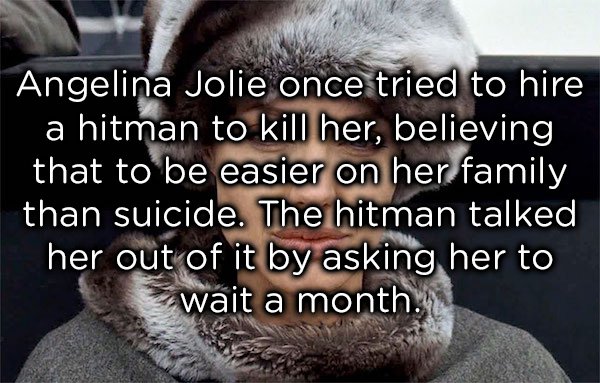 Angelina Jolie once tried to hire
a hitman to kill her, believing
that to be easier on her family
than suicide. The hitman talked
her out of it by asking her to
wait a month.